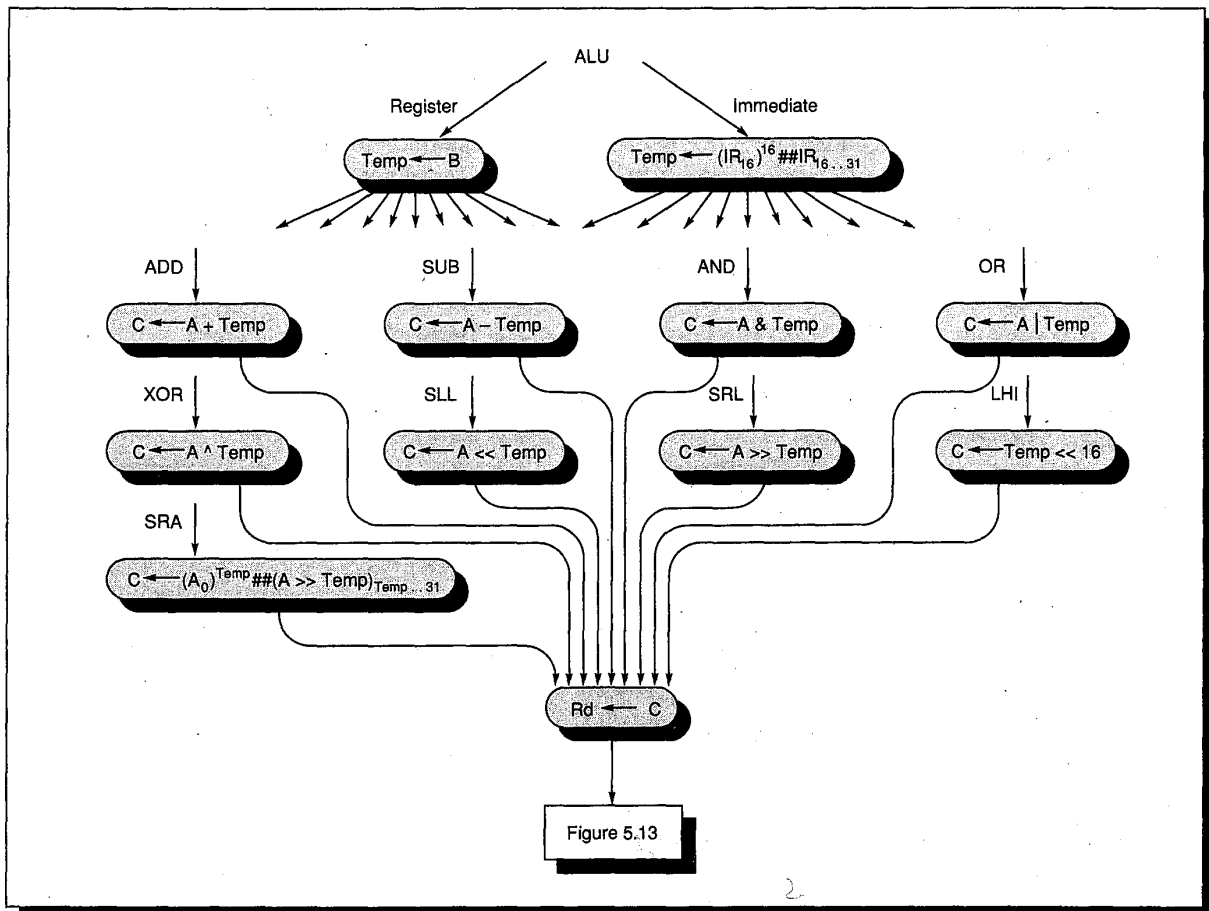 ALU
Register
Immediate
Temp ← B
Temp ← (IR₁₆)¹⁶ ##IR₁₆ . . ₃₁
ADD
SUB
AND
OR
C ← A + Temp
C ← A – Temp
C ← A & Temp
C ← A | Temp
XOR
SLL
SRL
LHI
C ← A ^ Temp
C ← A << Temp
C ← A >> Temp
C ← Temp << 16
SRA
C ← (A₀)ᵀᵉᵐᵖ ##(A >> Temp)Temp . . 31
Rd ← C
Figure 5.13
2